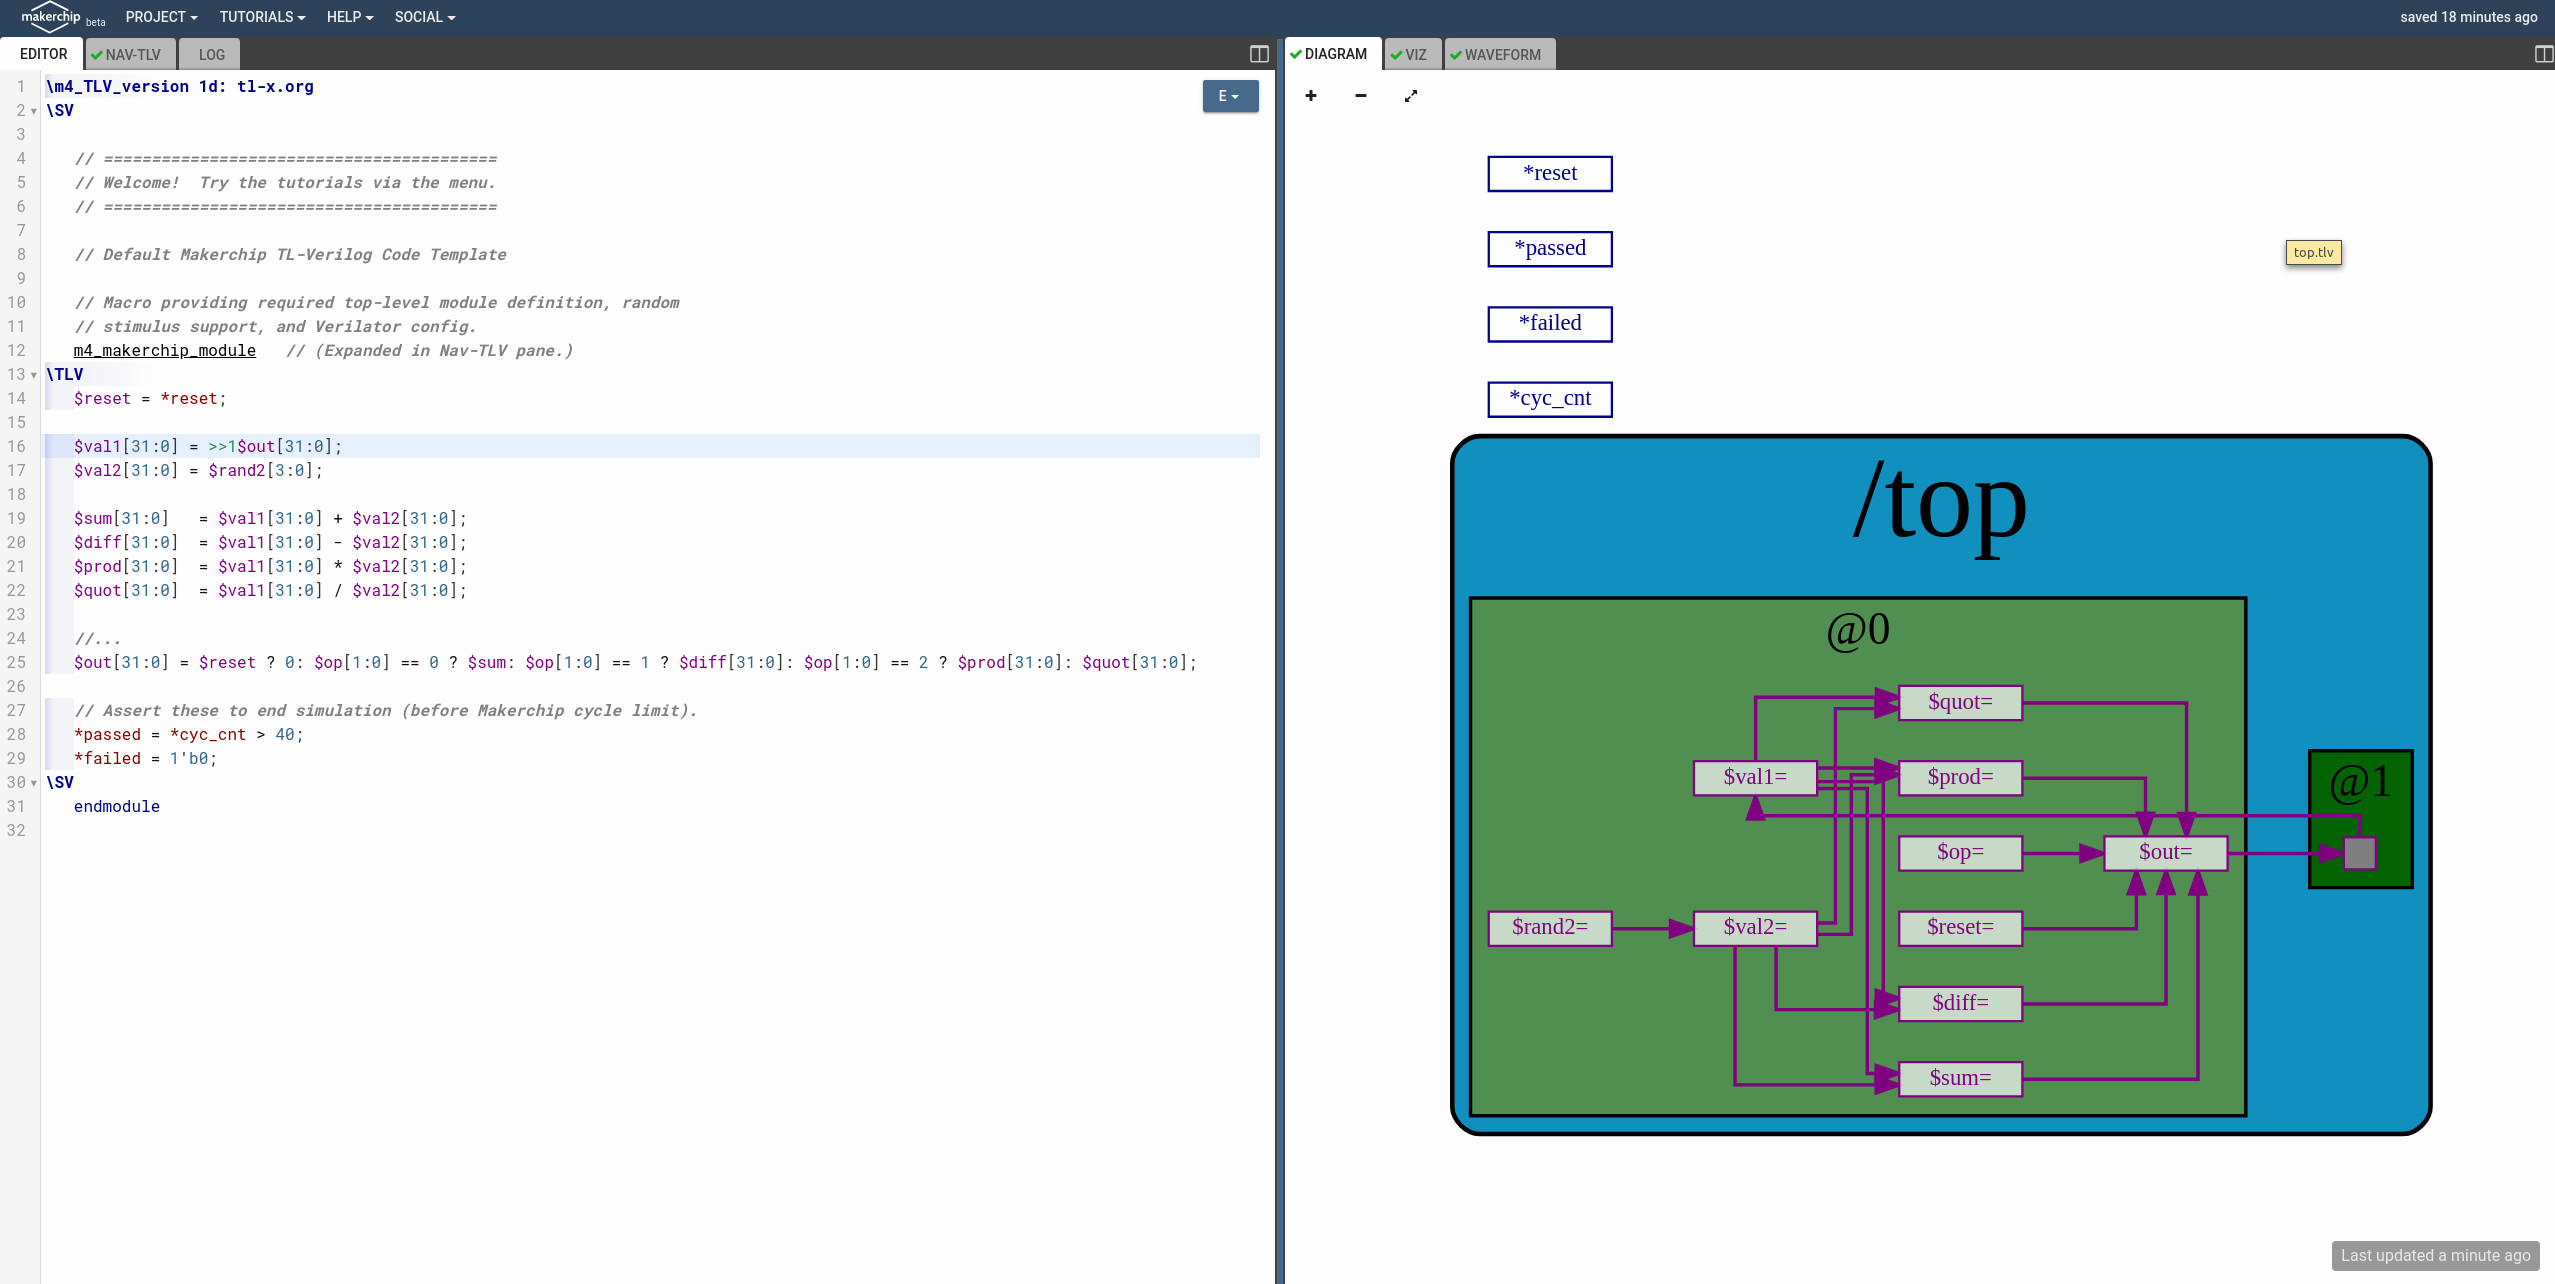 makerchip beta PROJECT TUTORIALS HELP SOCIAL saved 18 minutes ago
EDITOR NAV-TLV LOG
E
1 \m4_TLV_version 1d: tl-x.org
2 \SV
3
4 // =========================================
5 // Welcome!  Try the tutorials via the menu.
6 // =========================================
7
8 // Default Makerchip TL-Verilog Code Template
9
10 // Macro providing required top-level module definition, random
11 // stimulus support, and Verilator config.
12 m4_makerchip_module   // (Expanded in Nav-TLV pane.)
13 \TLV
14 $reset = *reset;
15
16 $val1[31:0] = >>1$out[31:0];
17 $val2[31:0] = $rand2[3:0];
18
19 $sum[31:0]   = $val1[31:0] + $val2[31:0];
20 $diff[31:0]  = $val1[31:0] - $val2[31:0];
21 $prod[31:0]  = $val1[31:0] * $val2[31:0];
22 $quot[31:0]  = $val1[31:0] / $val2[31:0];
23
24 //...
25 $out[31:0] = $reset ? 0: $op[1:0] == 0 ? $sum: $op[1:0] == 1 ? $diff[31:0]: $op[1:0] == 2 ? $prod[31:0]: $quot[31:0];
26
27 // Assert these to end simulation (before Makerchip cycle limit).
28 *passed = *cyc_cnt > 40;
29 *failed = 1'b0;
30 \SV
31 endmodule
32
DIAGRAM VIZ WAVEFORM
*reset
*passed
top.tlv
*failed
*cyc_cnt
/top
@0
$quot=
$val1= $prod= @1
$op= $out=
$rand2= $val2= $reset=
$diff=
$sum=
Last updated a minute ago